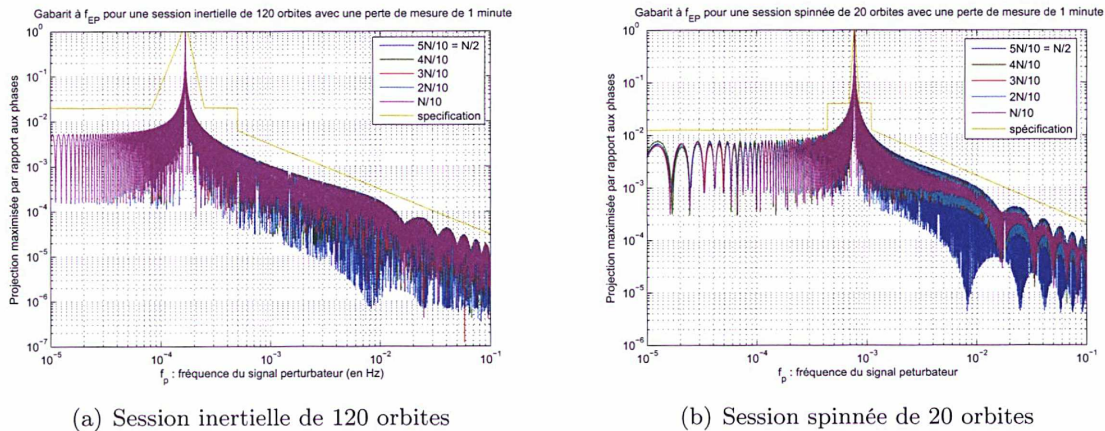 Gabarit à f_EP pour une session inertielle de 120 orbites avec une perte de mesure de 1 minute
Projection maximisée par rapport aux phases
10^0
10^-1
10^-2
10^-3
10^-4
10^-5
10^-6
10^-7
5N/10 = N/2
4N/10
3N/10
2N/10
N/10
specification
10^-5
10^-4
10^-3
10^-2
10^-1
f_p : fréquence du signal perturbateur (en Hz)
(a) Session inertielle de 120 orbites
Gabarit à f_EP pour une session spinnée de 20 orbites avec une perte de mesure de 1 minute
Projection maximisée par rapport aux phases
10^0
10^-1
10^-2
10^-3
10^-4
10^-5
10^-6
5N/10 = N/2
4N/10
3N/10
2N/10
N/10
spécification
10^-5
10^-4
10^-3
10^-2
10^-1
f_p : fréquence du signal petubateur
(b) Session spinnée de 20 orbites